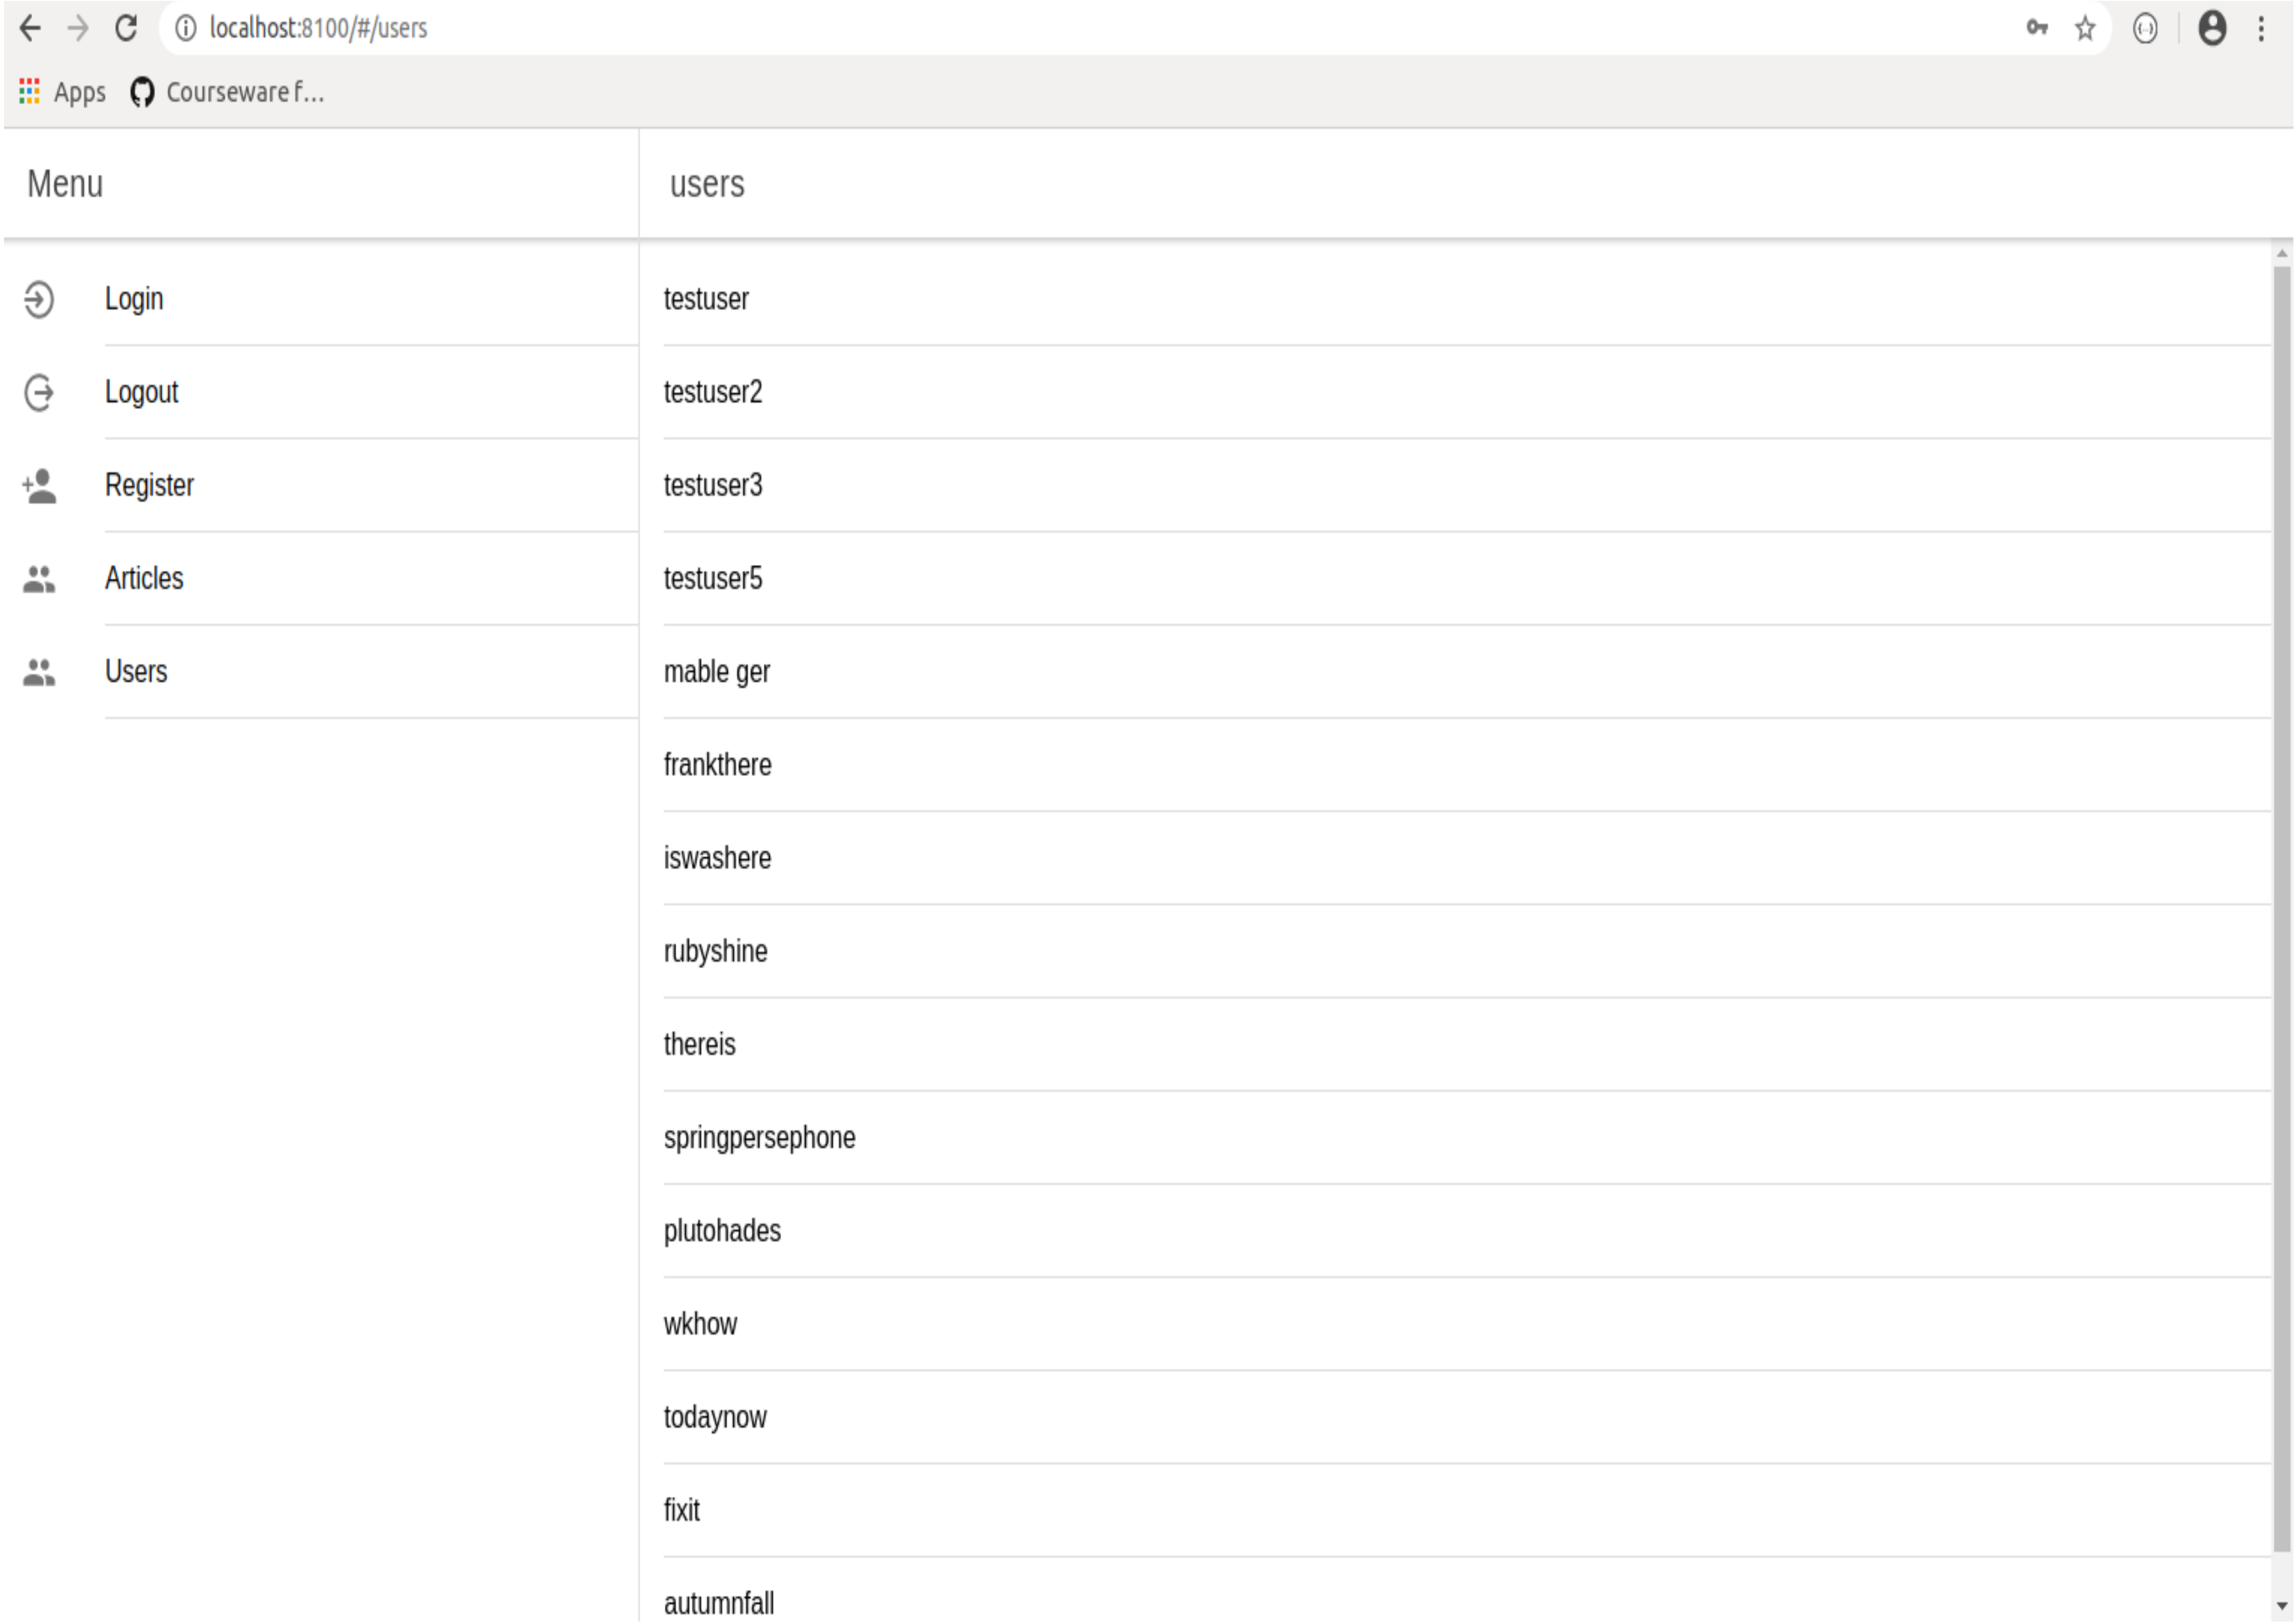 localhost:8100/#/users
Apps Courseware f…
Menu
users
Login
Logout
Register
Articles
Users
testuser
testuser2
testuser3
testuser5
mable ger
frankthere
iswashere
rubyshine
thereis
springpersephone
plutohades
wkhow
todaynow
fixit
autumnfall